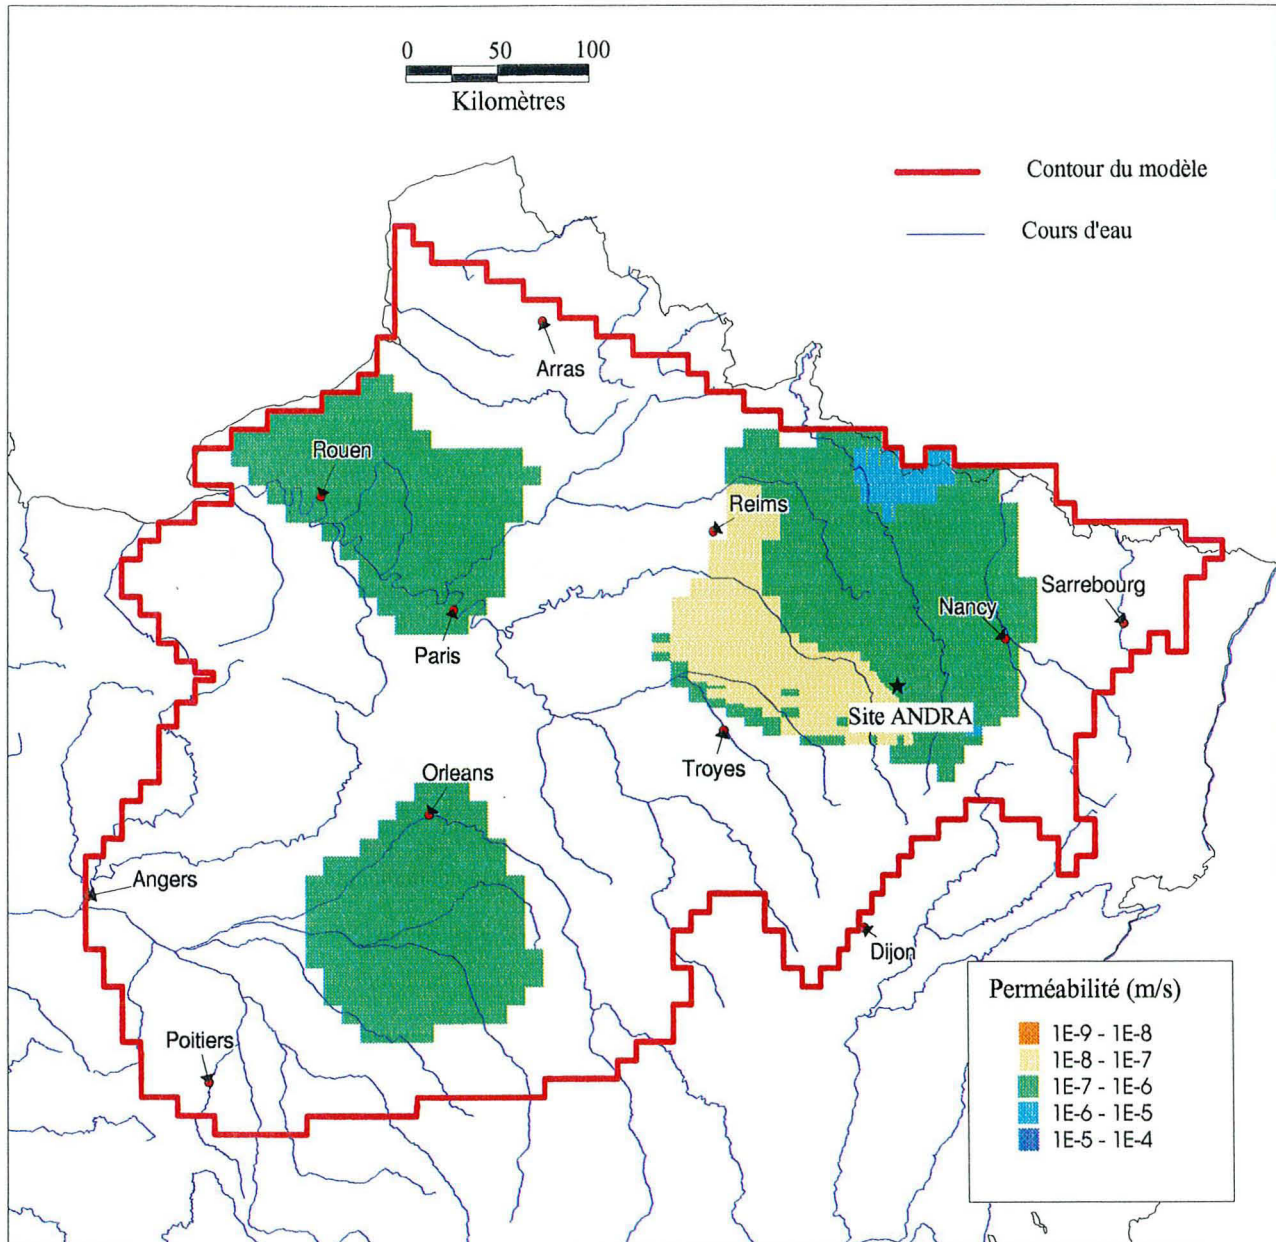 0 50 100
Kilomètres
Contour du modèle
Cours d'eau
Arras
Rouen
Reims
Sarrebourg
Nancy
Paris
Site ANDRA
Troyes
Orleans
Angers
Dijon
Poitiers
Perméabilité (m/s)
1E-9 - 1E-8
1E-8 - 1E-7
1E-7 - 1E-6
1E-6 - 1E-5
1E-5 - 1E-4